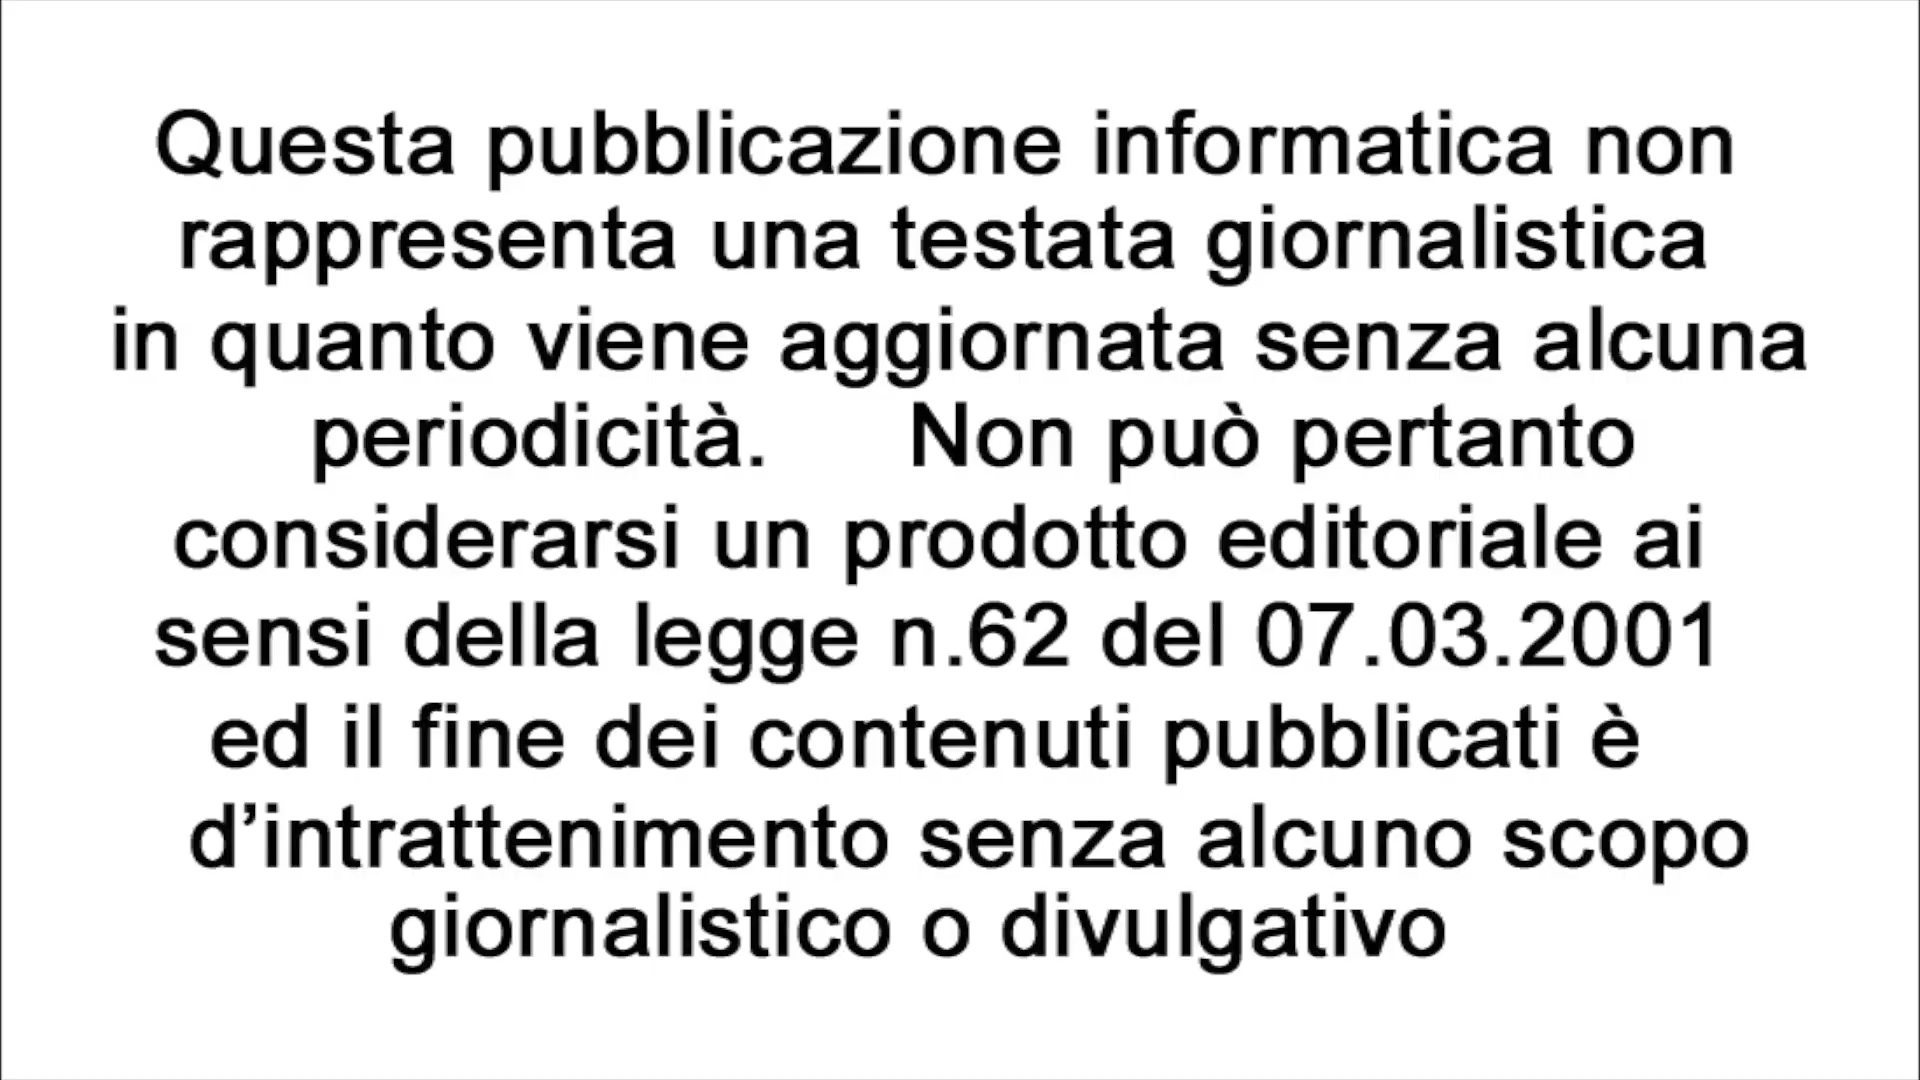 Questa pubblicazione informatica non
rappresenta una testata giornalistica
in quanto viene aggiornata senza alcuna
periodicità. Non può pertanto
considerarsi un prodotto editoriale ai
sensi della legge n.62 del 07.03.2001
ed il fine dei contenuti pubblicati è
d’intrattenimento senza alcuno scopo
giornalistico o divulgativo